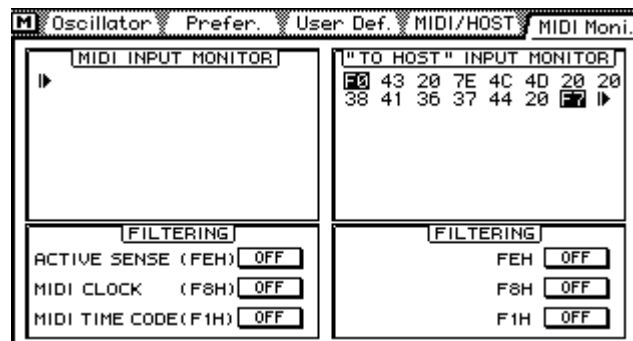 M Oscillator Prefer. User Def. MIDI/HOST MIDI Moni.
MIDI INPUT MONITOR
"TO HOST" INPUT MONITOR
F0 43 20 7E 4C 4D 20 20
38 41 36 37 44 20 F7
FILTERING
ACTIVE SENSE (FEH) OFF
MIDI CLOCK (F8H) OFF
MIDI TIME CODE(F1H) OFF
FILTERING
FEH OFF
F8H OFF
F1H OFF